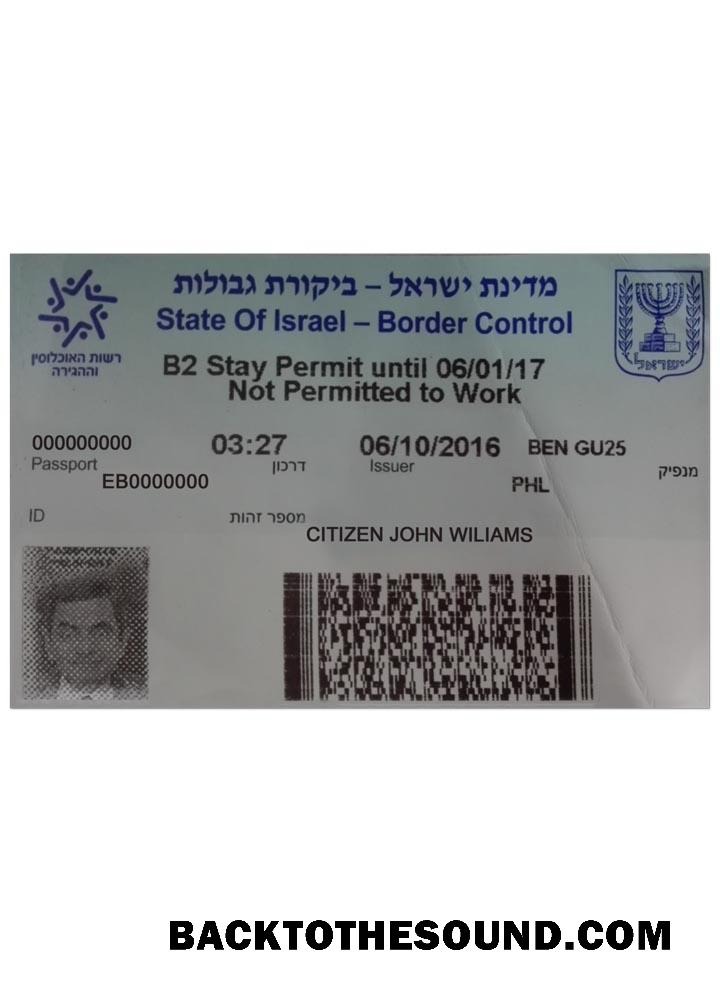 מדינת ישראל – ביקורת גבולות
State Of Israel – Border Control
רשות האוכלוסין
וההגירה
ישראל
B2 Stay Permit until 06/01/17
Not Permitted to Work
000000000 03:27 06/10/2016 BEN GU25
Passport דרכון Issuer מנפיק
EB0000000 PHL
ID מספר זהות
CITIZEN JOHN WILIAMS
BACKTOTHESOUND.COM